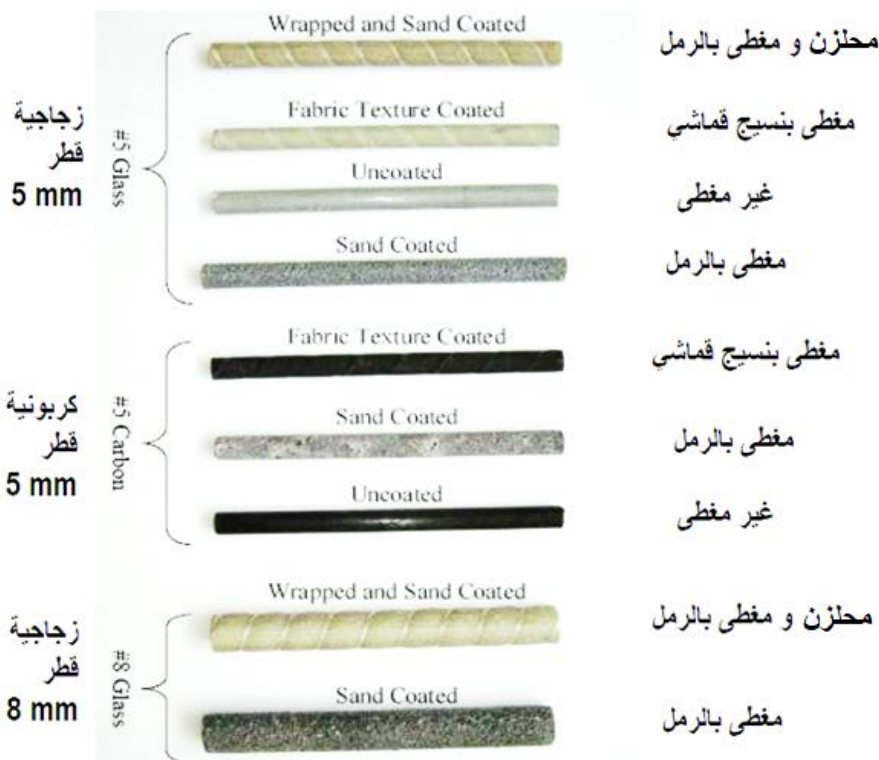 Wrapped and Sand Coated
محلزن و مغطى بالرمل
Fabric Texture Coated
مغطى بنسيج قماشي
Uncoated
غير مغطى
Sand Coated
مغطى بالرمل
#5 Glass
زجاجية
قطر
5 mm
Fabric Texture Coated
مغطى بنسيج قماشي
Sand Coated
مغطى بالرمل
Uncoated
غير مغطى
#5 Carbon
كربونية
قطر
5 mm
Wrapped and Sand Coated
محلزن و مغطى بالرمل
Sand Coated
مغطى بالرمل
#8 Glass
زجاجية
قطر
8 mm